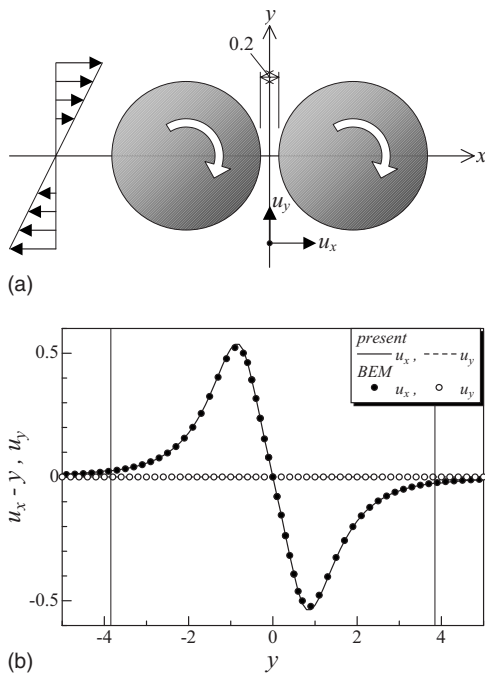 y
0.2
x
u_y
u_x
(a)
0.5
0
-0.5
u_x - y , u_y
present
u_x , u_y
BEM
u_x , u_y
-4 -2 0 2 4
y
(b)